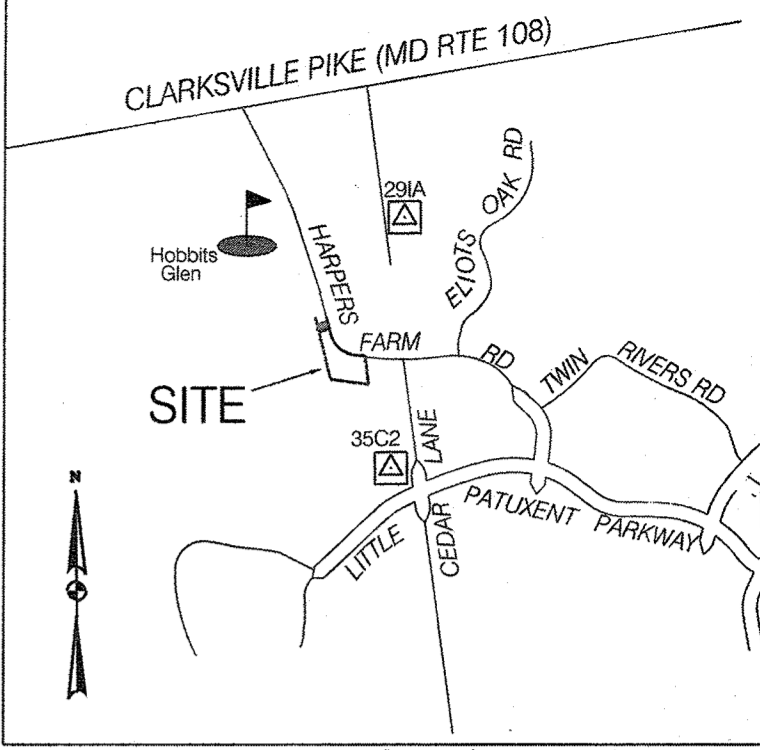 CLARKSVILLE PIKE (MD RTE 108)
29IA
ELIOTS OAK RD
HARPERS FARM RD
Hobbits
Glen
TWIN RIVERS RD
SITE
35C2
CEDAR LANE
LITTLE PATUXENT PARKWAY
N